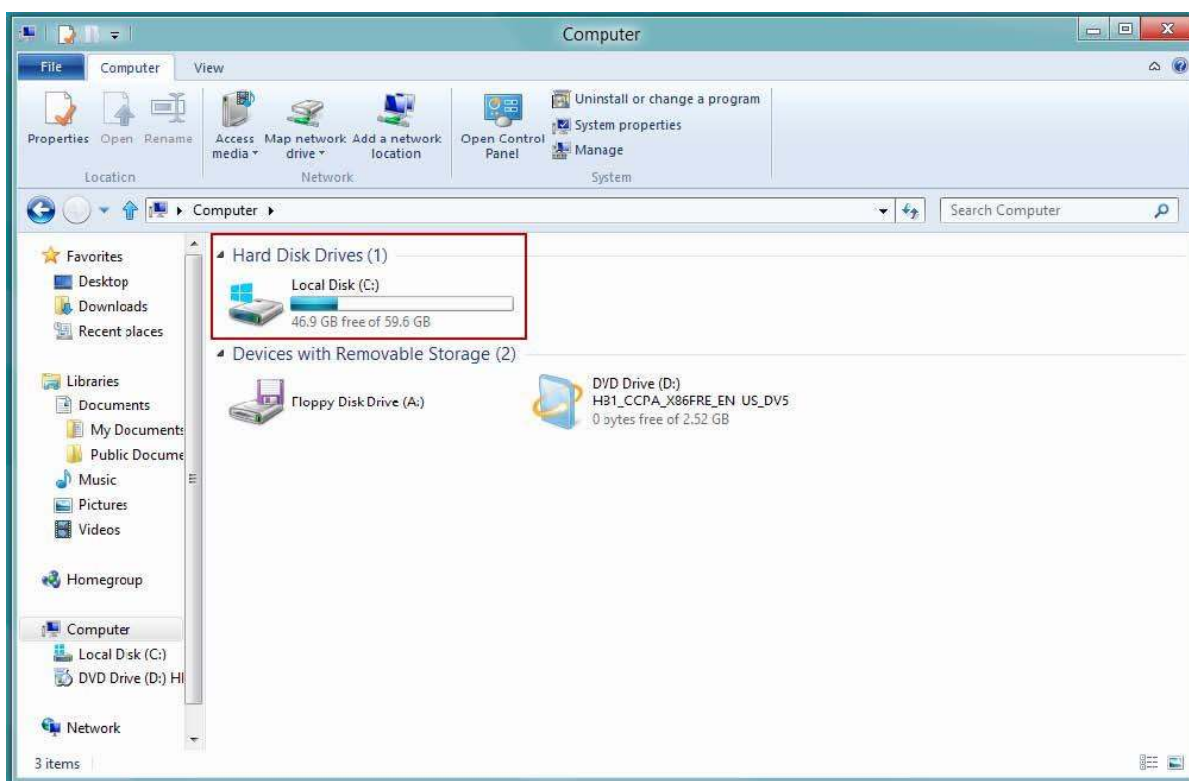 Computer
File Computer View
Properties Open Rename
Access media
Map network drive
Add a network location
Open Control Panel
Uninstall or change a program
System properties
Manage
Location Network System
Computer
Search Computer
Favorites
Desktop
Downloads
Recent places
Libraries
Documents
My Documents
Public Docume
Music
Pictures
Videos
Homegroup
Computer
Local Disk (C:)
DVD Drive (D:) H
Network
Hard Disk Drives (1)
Local Disk (C:)
46.9 GB free of 59.6 GB
Devices with Removable Storage (2)
Floppy Disk Drive (A:)
DVD Drive (D:)
HB1_CCPA_X86FRE_EN-US_DV5
0 bytes free of 2.52 GB
3 items